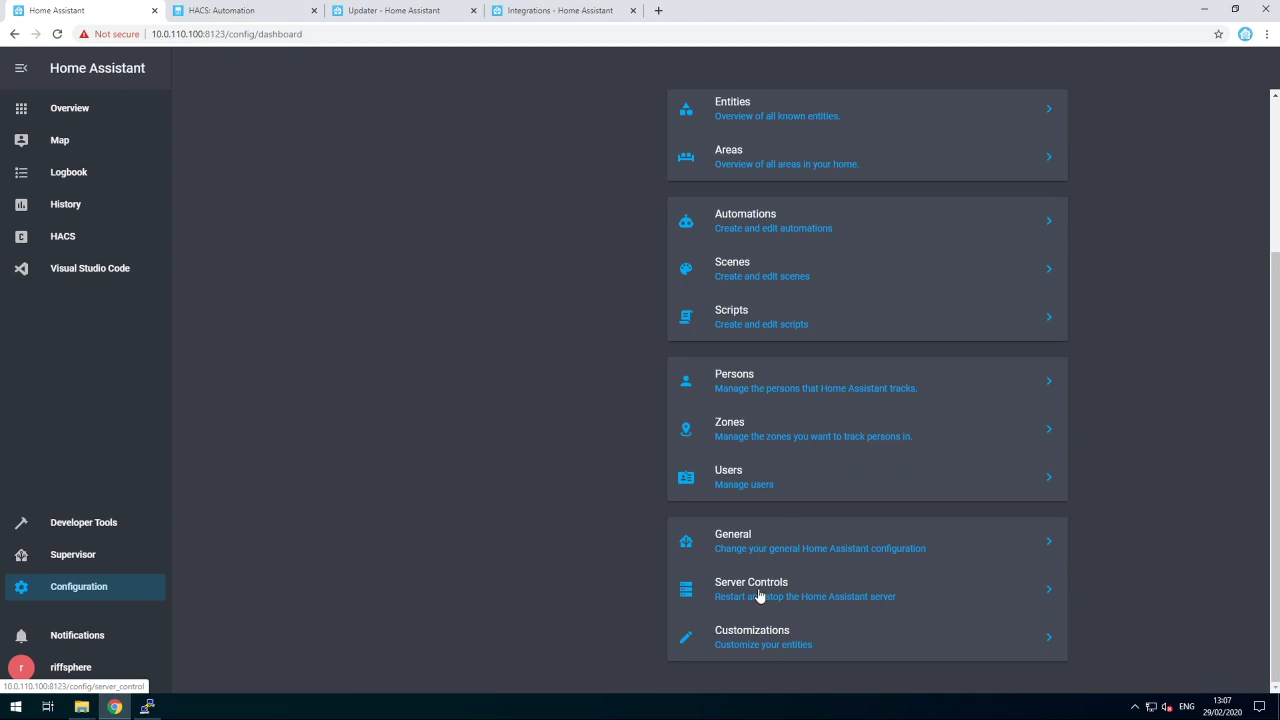 Home Assistant
HACS: Automation
Updater - Home Assistant
Integrations - Home Assistant
Not secure
10.0.110.100:8123/config/dashboard
Home Assistant
Overview
Map
Logbook
History
HACS
Visual Studio Code
Developer Tools
Supervisor
Configuration
Notifications
r
riffsphere
10.0.110.100:8123/config/server_control
Entities
Overview of all known entities.
Areas
Overview of all areas in your home.
Automations
Create and edit automations
Scenes
Create and edit scenes
Scripts
Create and edit scripts
Persons
Manage the persons that Home Assistant tracks.
Zones
Manage the zones you want to track persons in.
Users
Manage users
General
Change your general Home Assistant configuration
Server Controls
Restart and stop the Home Assistant server
Customizations
Customize your entities
ENG
13:07
29/02/2020